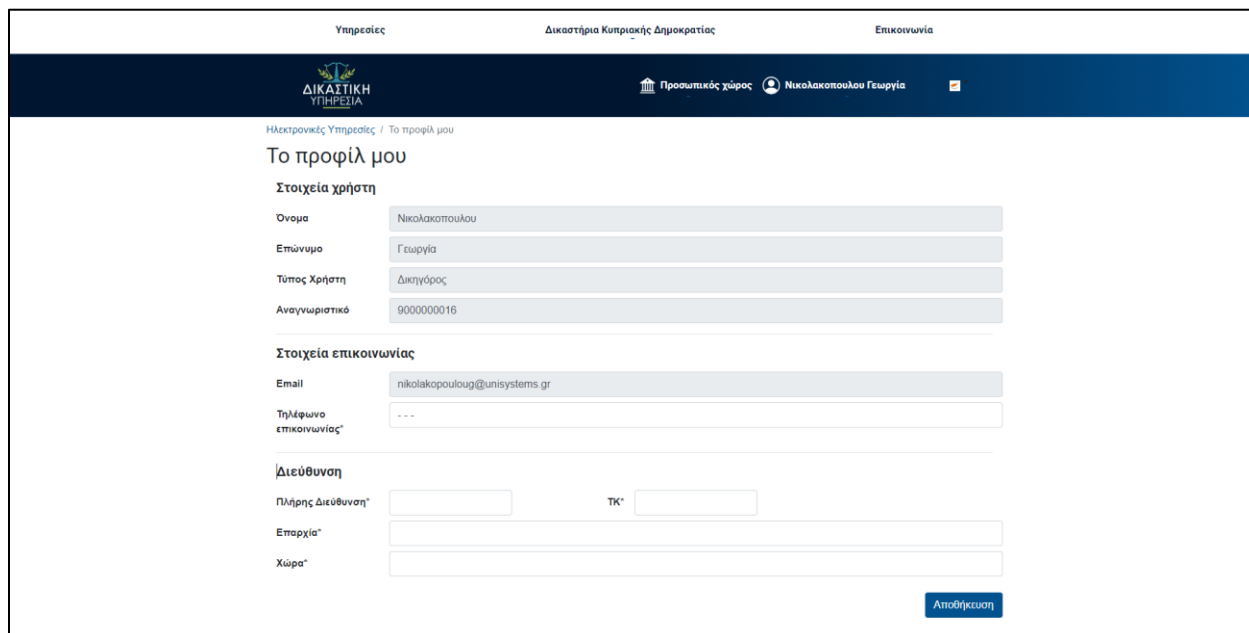 Υπηρεσίες Δικαστήρια Κυπριακής Δημοκρατίας Επικοινωνία
ΔΙΚΑΣΤΙΚΗ
ΥΠΗΡΕΣΙΑ
Προσωπικός χώρος Νικολακοπουλου Γεωργία
Ηλεκτρονικές Υπηρεσίες / Το προφίλ μου
Το προφίλ μου
Στοιχεία χρήστη
Όνομα Νικολακοπουλου
Επώνυμο Γεωργία
Τύπος Χρήστη Δικηγόρος
Αναγνωριστικό 9000000016
Στοιχεία επικοινωνίας
Email nikolakopouloug@unisystems.gr
Τηλέφωνο
επικοινωνίας* - - -
Διεύθυνση
Πλήρης Διεύθυνση* ΤΚ*
Επαρχία*
Χώρα*
Αποθήκευση